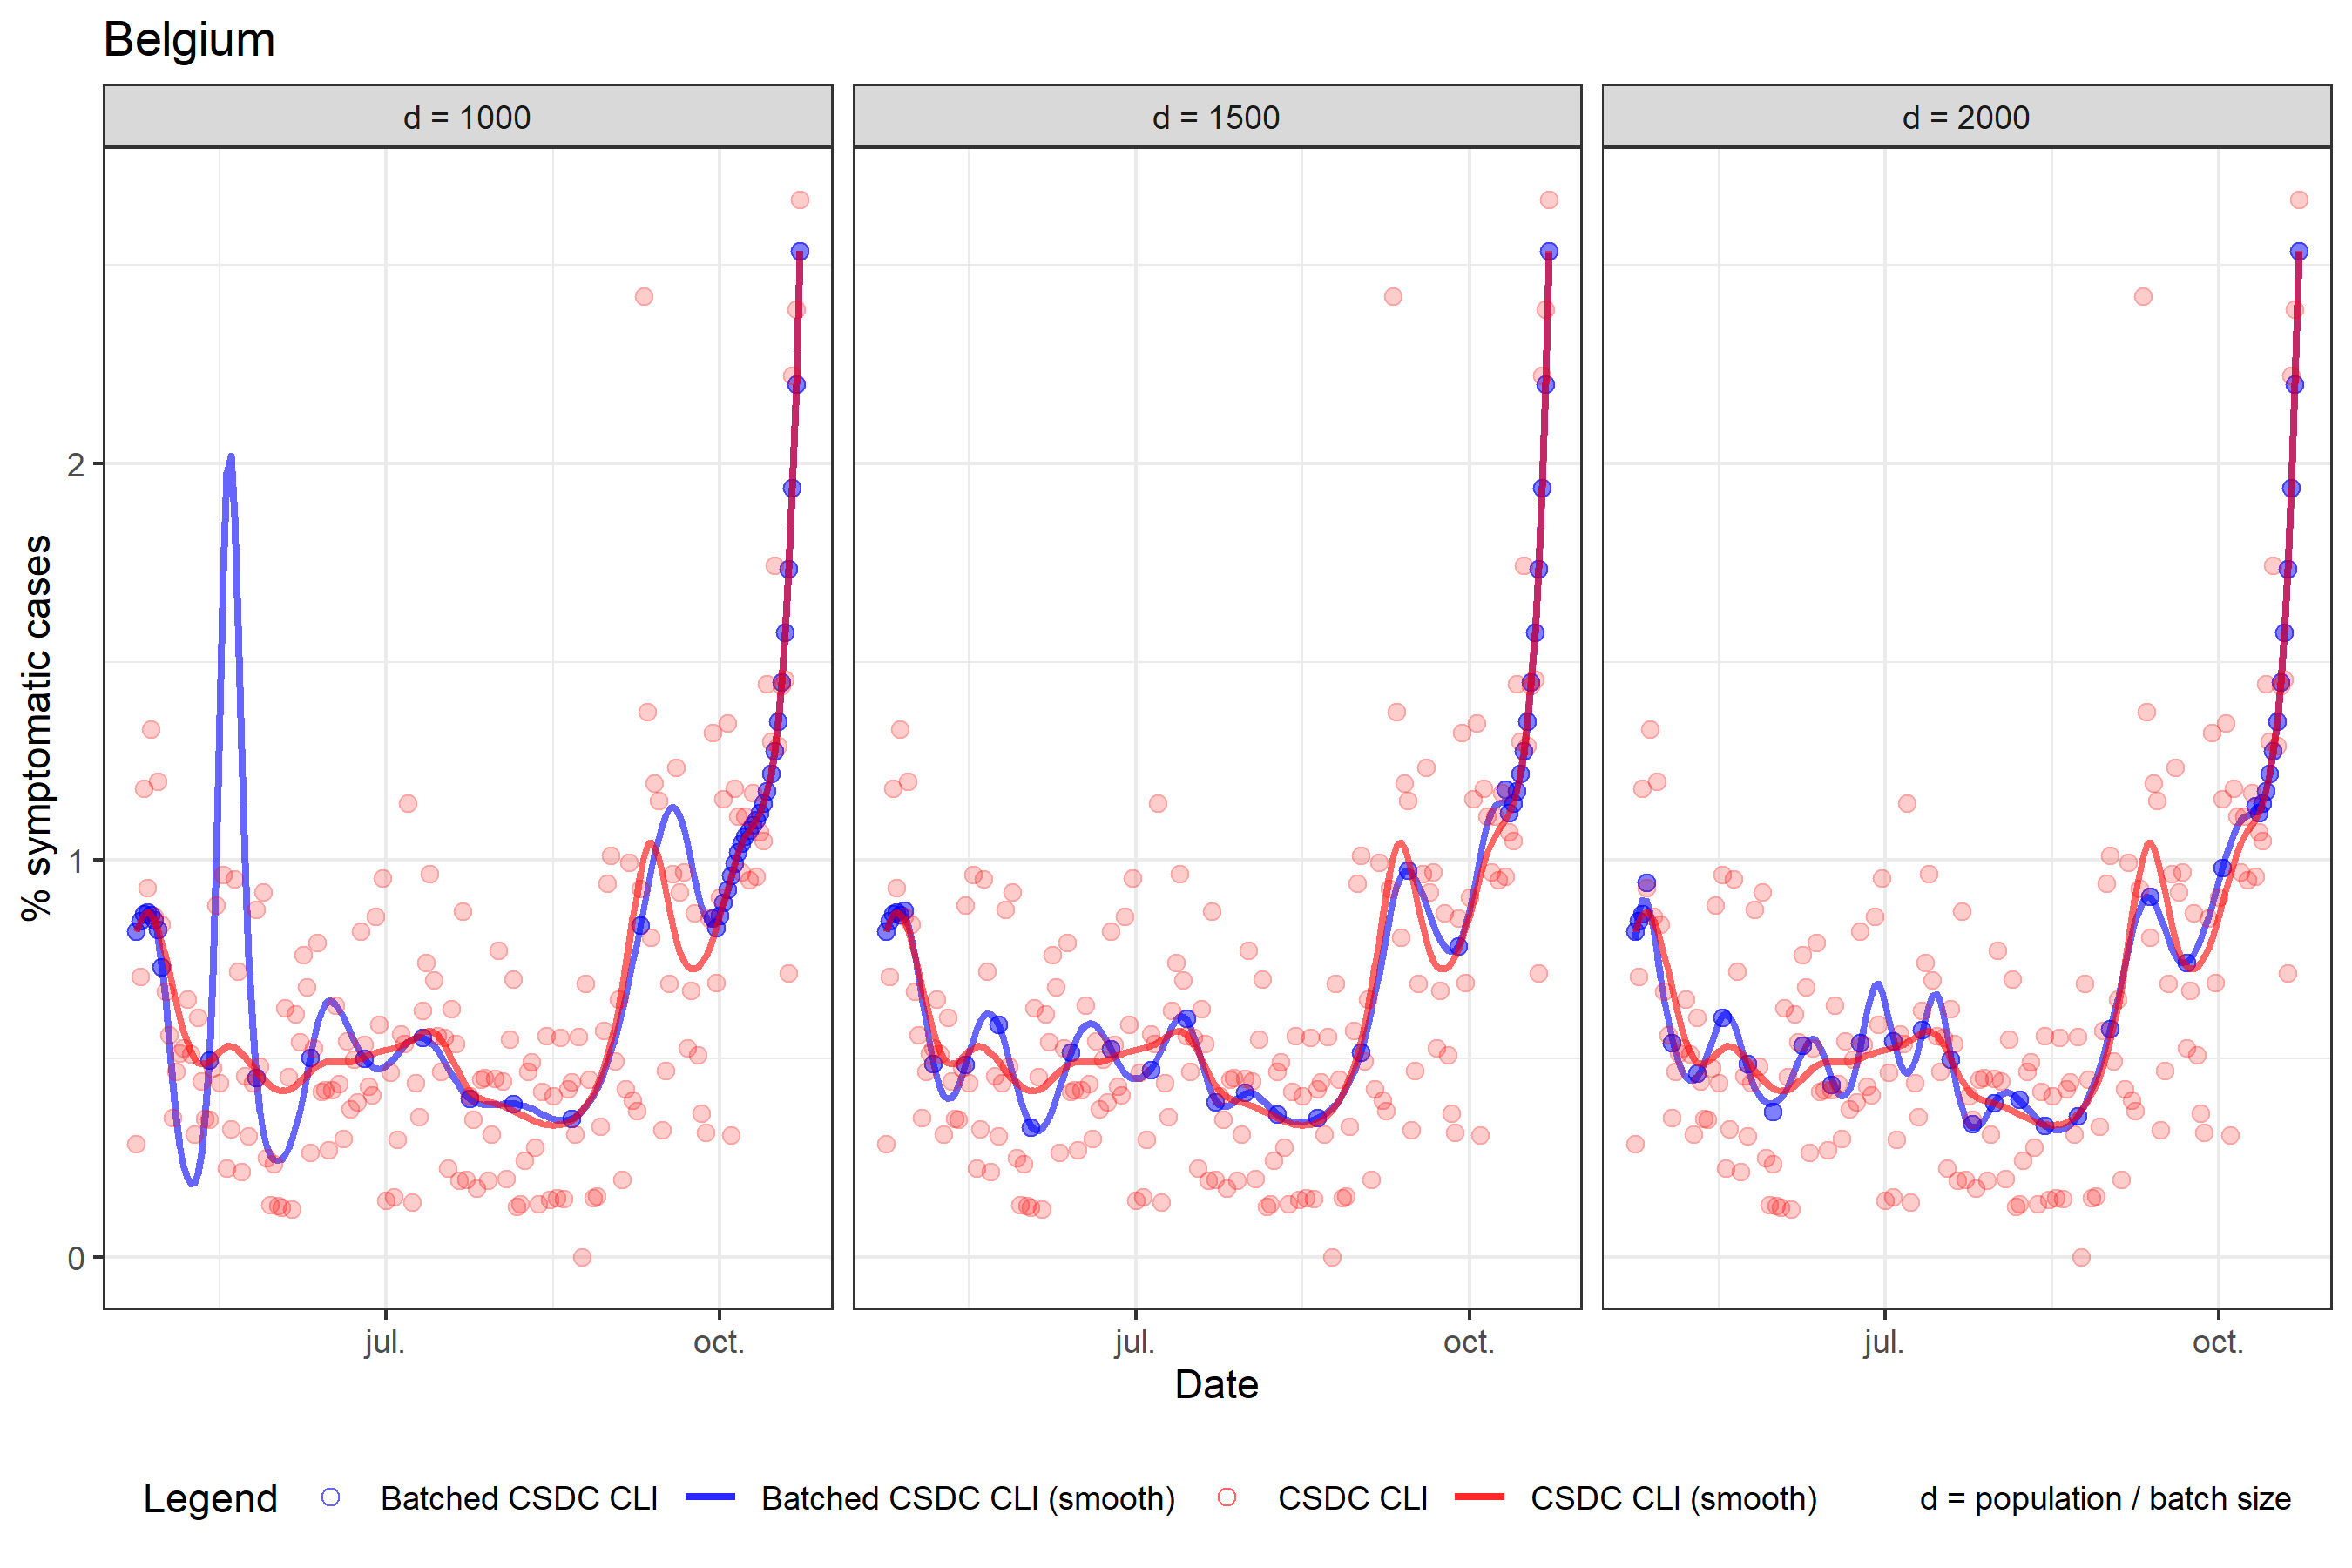 Belgium
d = 1000
d = 1500
d = 2000
% symptomatic cases
2
1
0
jul.
oct.
jul.
oct.
jul.
oct.
Date
Legend Batched CSDC CLI Batched CSDC CLI (smooth) CSDC CLI CSDC CLI (smooth) d = population / batch size